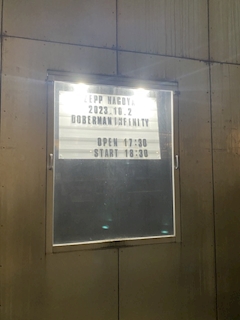 ZEPP NAGOYA
2023.10.2
DOBERMAN INFINITY
OPEN 17:30
START 18:30